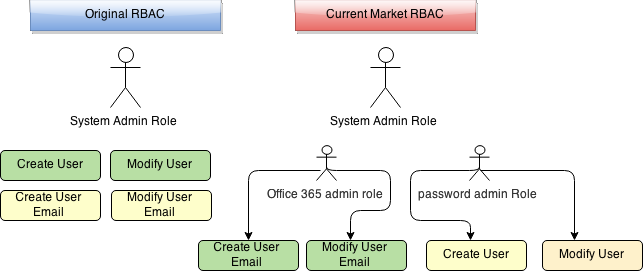 Original RBAC
Current Market RBAC
System Admin Role
System Admin Role
Create User
Modify User
Create User
Email
Modify User
Email
Office 365 admin role
password admin Role
Create User
Email
Modify User
Email
Create User
Modify User